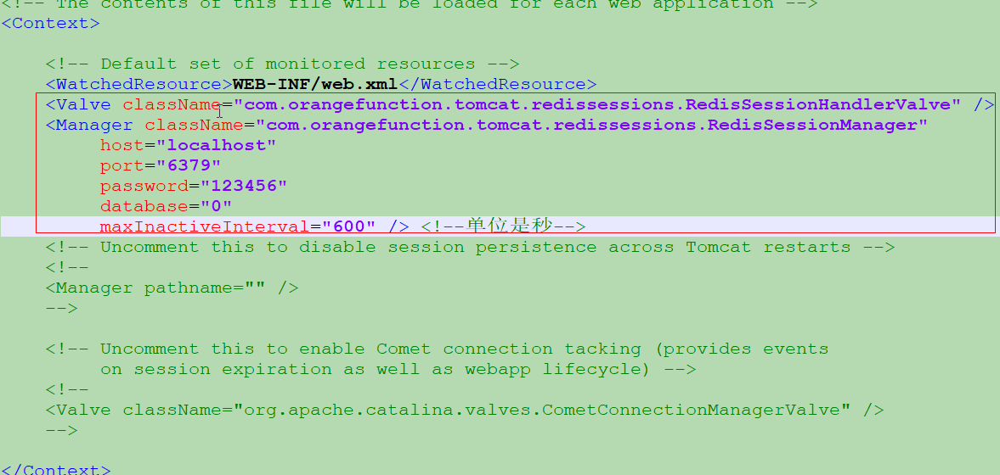 <!-- The contents of this file will be loaded for each web application -->
<Context>
<!-- Default set of monitored resources -->
<WatchedResource>WEB-INF/web.xml</WatchedResource>
<Valve className="com.orangefunction.tomcat.redissessions.RedisSessionHandlerValve" />
<Manager className="com.orangefunction.tomcat.redissessions.RedisSessionManager"
host="localhost"
port="6379"
password="123456"
database="0"
maxInactiveInterval="600" /> <!--单位是秒-->
<!-- Uncomment this to disable session persistence across Tomcat restarts -->
<!--
<Manager pathname="" />
-->
<!-- Uncomment this to enable Comet connection tacking (provides events
on session expiration as well as webapp lifecycle) -->
<!--
<Valve className="org.apache.catalina.valves.CometConnectionManagerValve" />
-->
</Context>